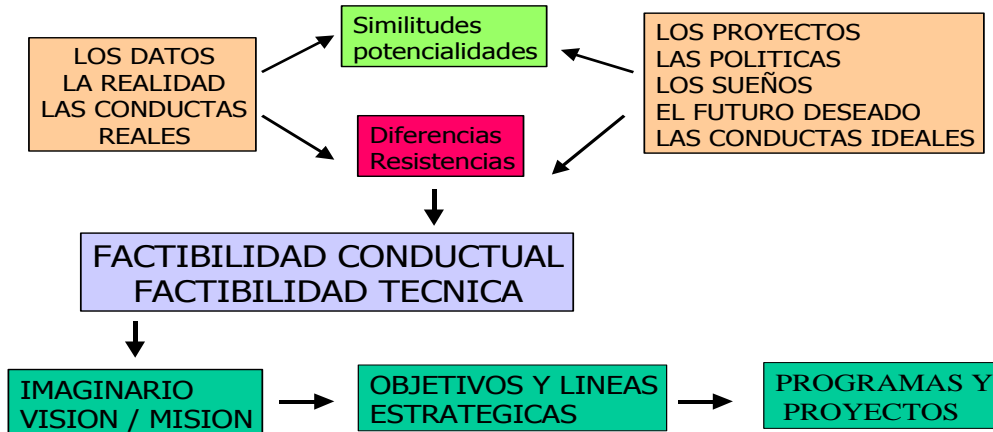 LOS DATOS
LA REALIDAD
LAS CONDUCTAS
REALES
Similitudes
potencialidades
LOS PROYECTOS
LAS POLITICAS
LOS SUEÑOS
EL FUTURO DESEADO
LAS CONDUCTAS IDEALES
Diferencias
Resistencias
FACTIBILIDAD CONDUCTUAL
FACTIBILIDAD TECNICA
IMAGINARIO
VISION / MISION
OBJETIVOS Y LINEAS
ESTRATEGICAS
PROGRAMAS Y
PROYECTOS